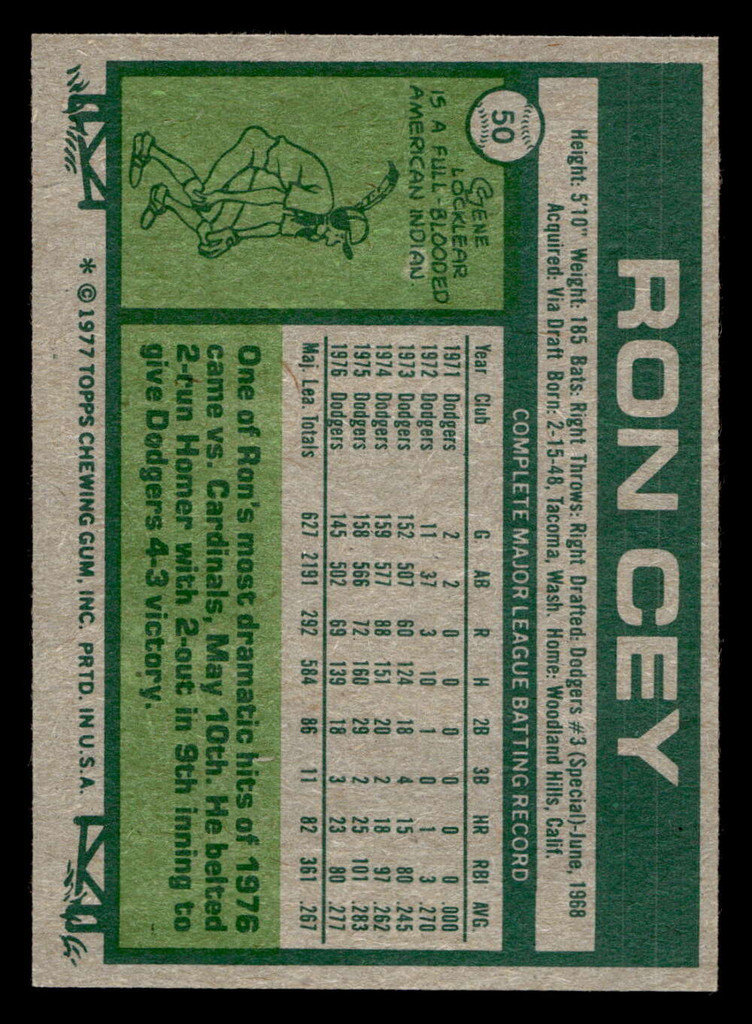 50
RON CEY
Height: 5'10" Weight: 185 Bats: Right Throws: Right Drafted: Dodgers #3 (Special)-June, 1968
Acquired: Via Draft Born: 2-15-48, Tacoma, Wash. Home: Woodland Hills, Calif.
COMPLETE MAJOR LEAGUE BATTING RECORD
Year Club G AB R H 2B 3B HR RBI AVG.
1971 Dodgers 2 2 0 0 0 0 0 0 .000
1972 Dodgers 11 37 3 10 1 0 1 3 .270
1973 Dodgers 152 507 60 124 18 4 15 80 .245
1974 Dodgers 159 577 88 151 20 2 18 97 .262
1975 Dodgers 158 566 72 160 29 2 25 101 .283
1976 Dodgers 145 502 69 139 18 3 23 80 .277
Maj. Lea. Totals 627 2191 292 584 86 11 82 361 .267
GENE
LOCKLEAR
IS A FULL-BLOODED
AMERICAN INDIAN.
One of Ron's most dramatic hits of 1976
came vs. Cardinals, May 10th. He belted
2-run Homer with 2-out in 9th inning to
give Dodgers 4-3 victory.
* © 1977 TOPPS CHEWING GUM, INC. PRTD. IN U.S.A.